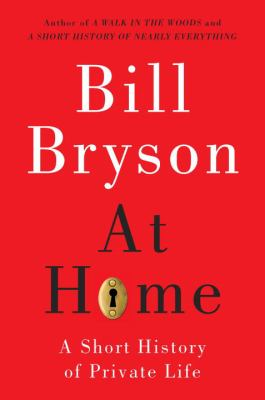 Author of A WALK IN THE WOODS and
A SHORT HISTORY OF NEARLY EVERYTHING
Bill
Bryson
At
Home
A Short History
of Private Life